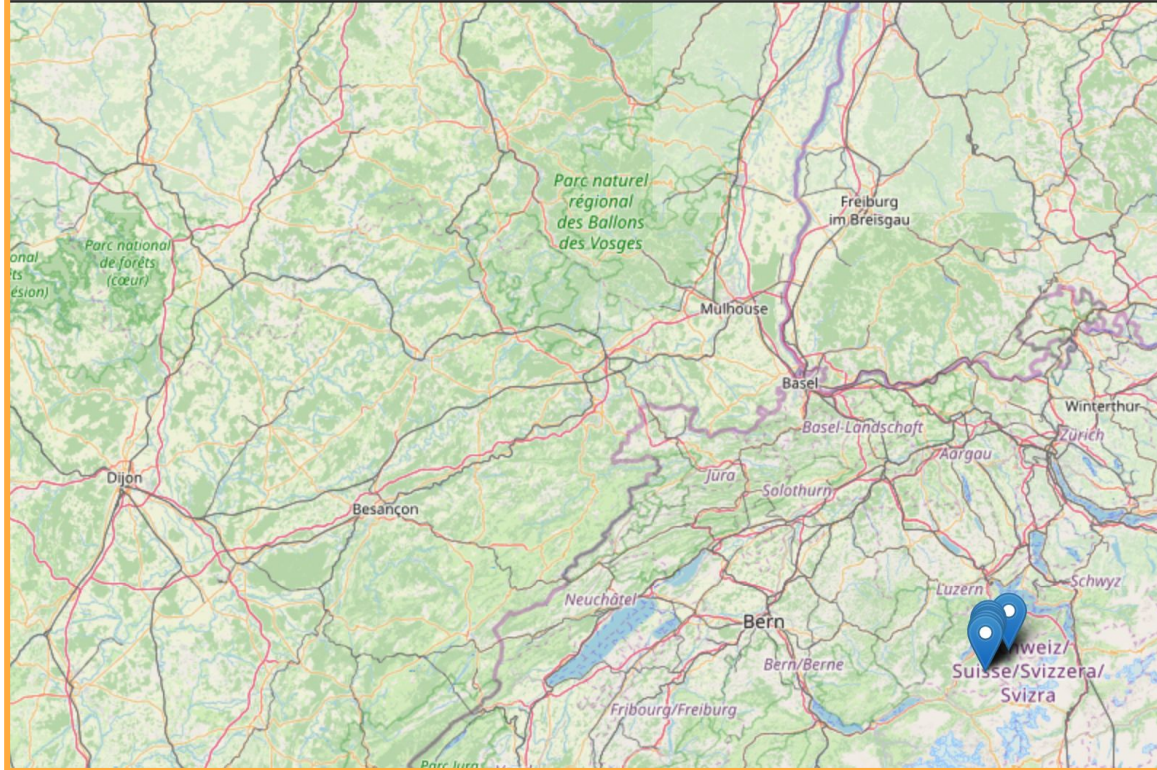 Parc naturel
régional
des Ballons
des Vosges
Freiburg
im Breisgau
Parc national
de forêts
(cœur)
onal
êts
ésion)
Mulhouse
Basel
Winterthur
Basel-Landschaft
Zürich
Aargau
Jura
Dijon
Solothurn
Besançon
Schwyz
Luzern
Neuchâtel
Bern
hweiz/
Suisse/Svizzera/
Svizra
Bern/Berne
Fribourg/Freiburg
Parc Jura